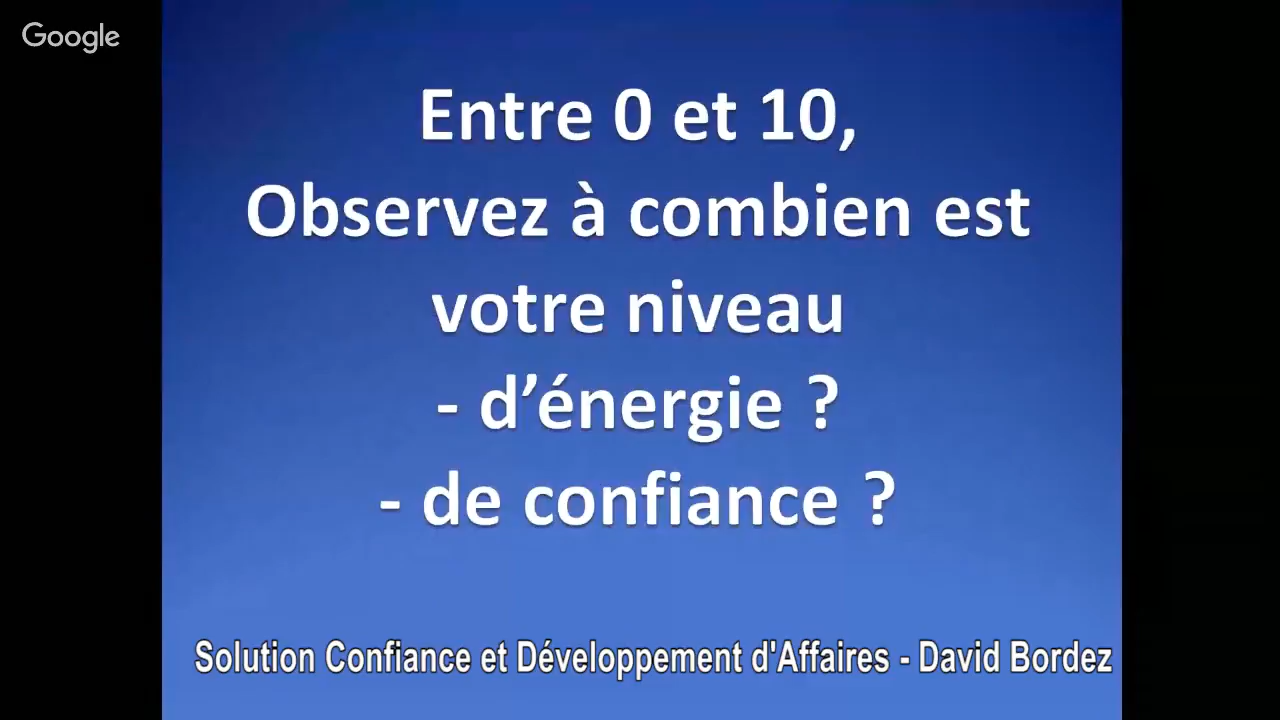 Google
Entre 0 et 10,
Observez à combien est
votre niveau
- d’énergie ?
- de confiance ?
Solution Confiance et Développement d'Affaires - David Bordez